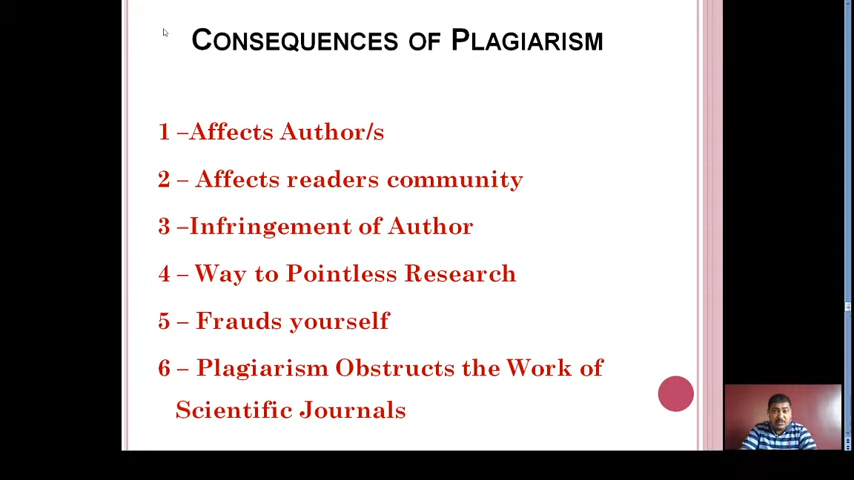 CONSEQUENCES OF PLAGIARISM
1 –Affects Author/s
2 – Affects readers community
3 –Infringement of Author
4 – Way to Pointless Research
5 – Frauds yourself
6 – Plagiarism Obstructs the Work of
Scientific Journals